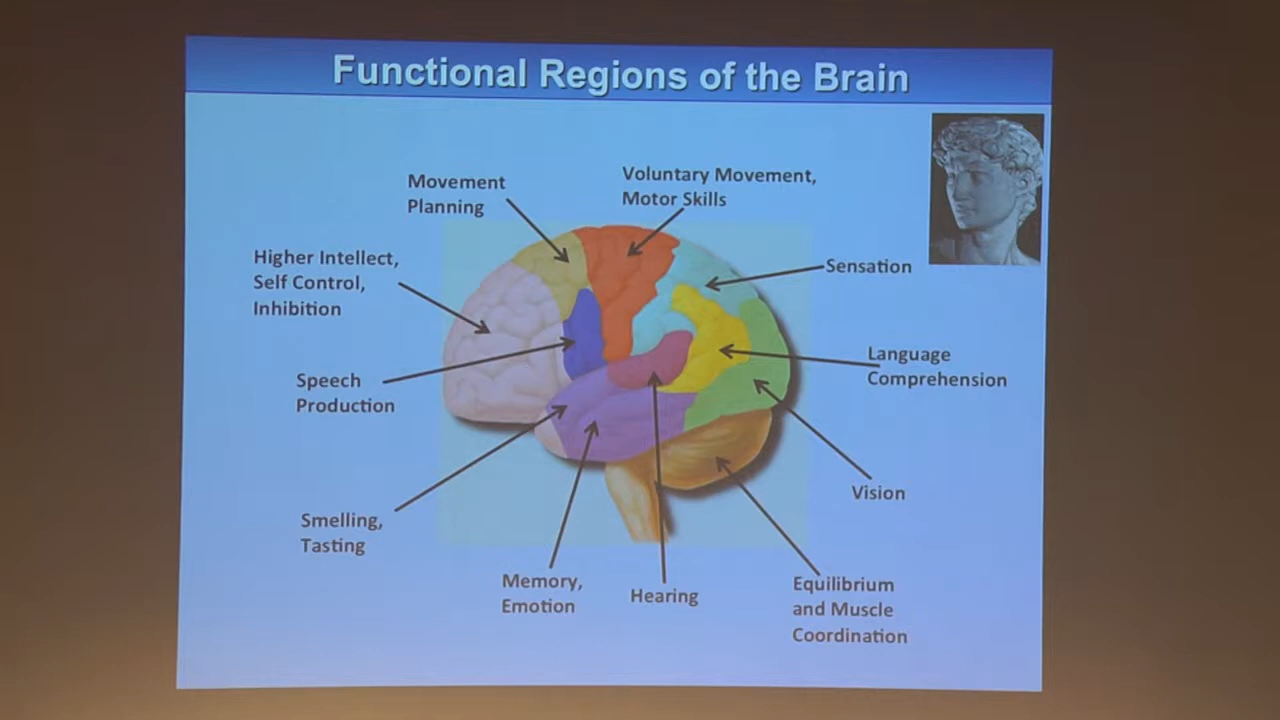 Functional Regions of the Brain
Movement
Planning
Voluntary Movement,
Motor Skills
Higher Intellect,
Self Control,
Inhibition
Sensation
Speech
Production
Language
Comprehension
Vision
Smelling,
Tasting
Memory,
Emotion
Hearing
Equilibrium
and Muscle
Coordination